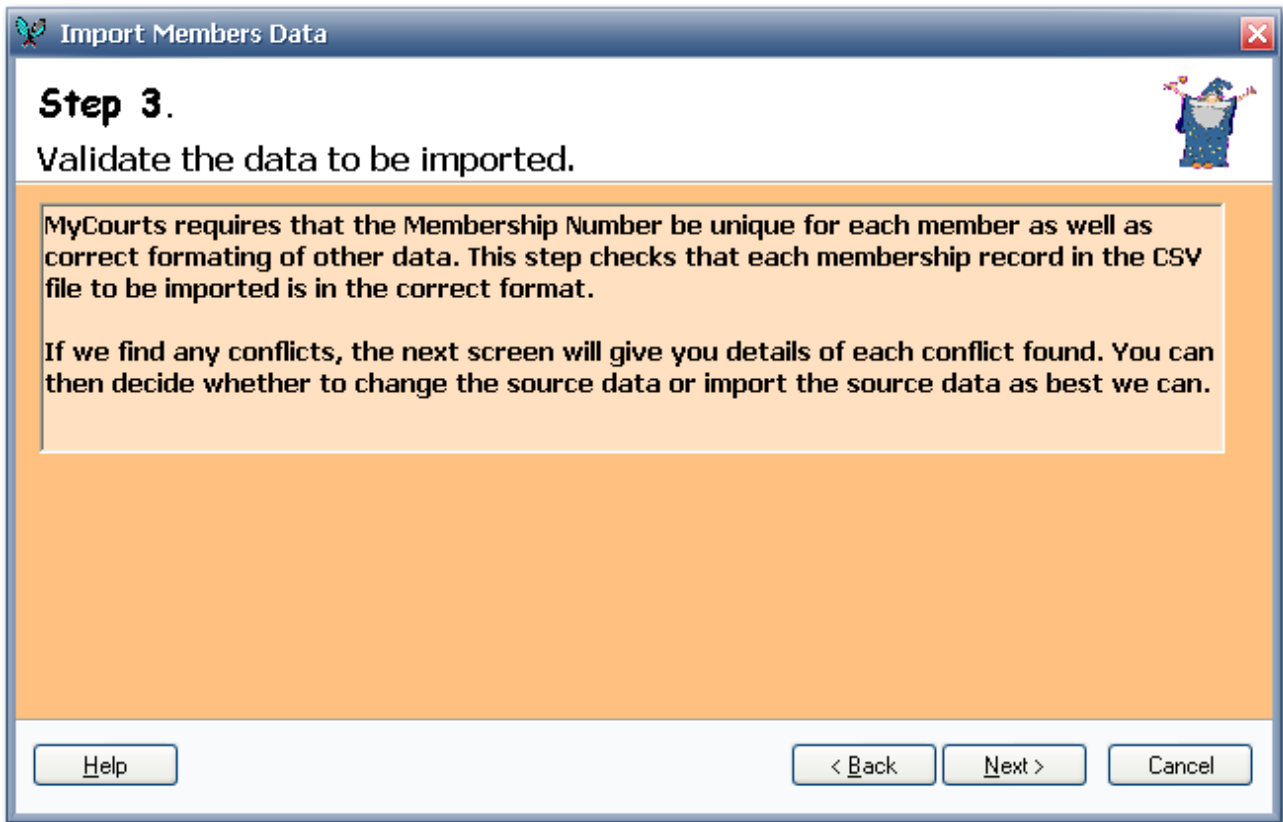 Import Members Data
Step 3.
Validate the data to be imported.
MyCourts requires that the Membership Number be unique for each member as well as
correct formating of other data. This step checks that each membership record in the CSV
file to be imported is in the correct format.
If we find any conflicts, the next screen will give you details of each conflict found. You can
then decide whether to change the source data or import the source data as best we can.
Help
< Back
Next >
Cancel